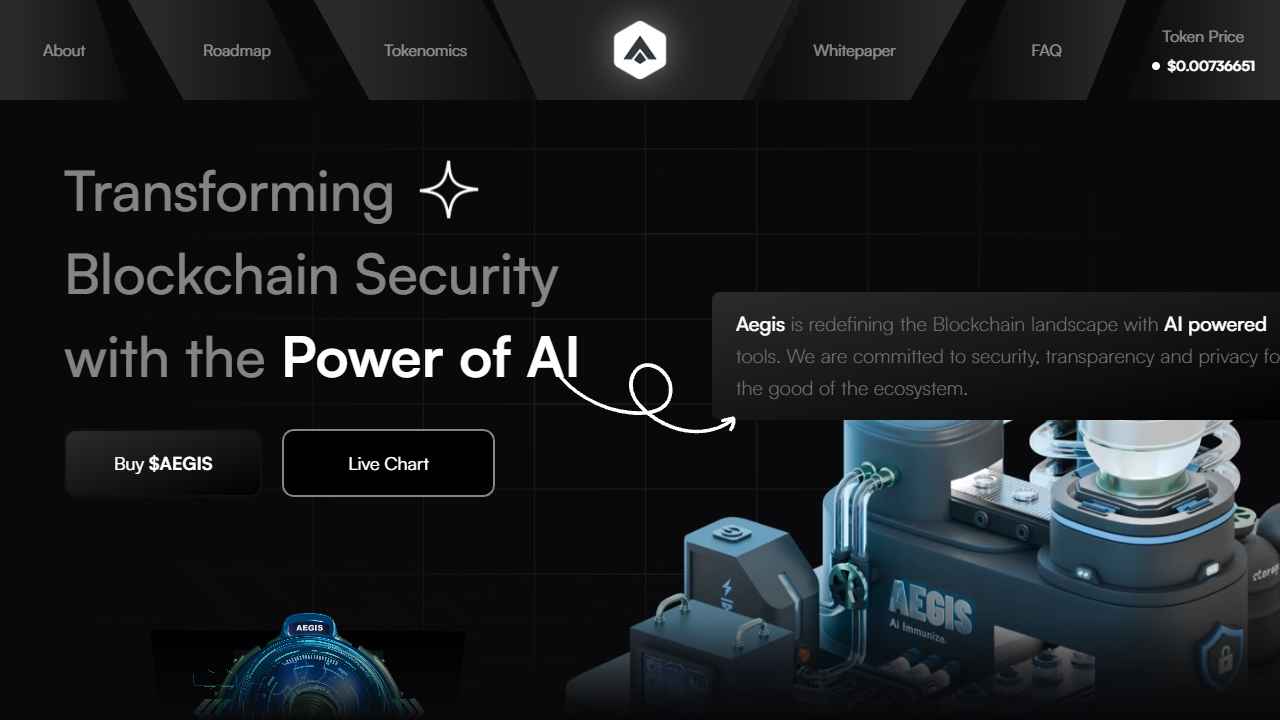 About
Roadmap
Tokenomics
Whitepaper
FAQ
Token Price
$0.00736651
Transforming
Blockchain Security
with the Power of AI
Aegis is redefining the Blockchain landscape with AI powered
tools. We are committed to security, transparency and privacy fo
the good of the ecosystem.
Buy $AEGIS
Live Chart
AEGIS
Ai Immunize.
AEGIS